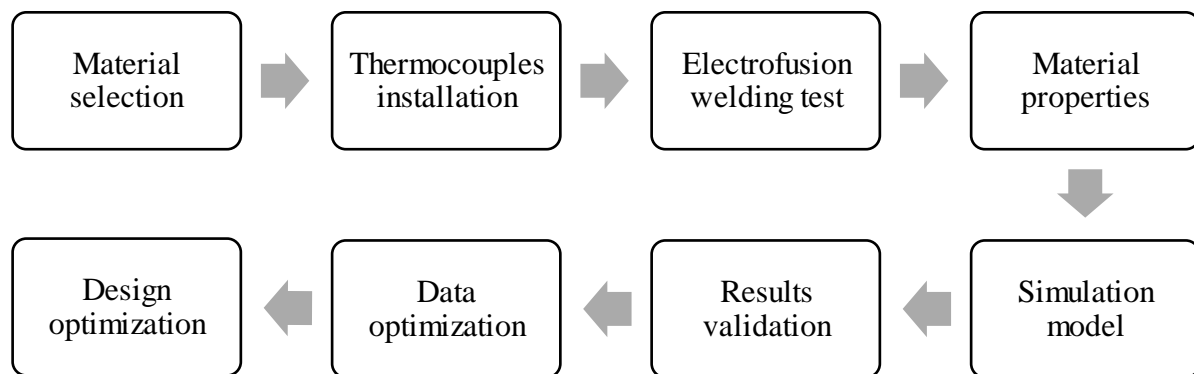 Material
selection
Thermocouples
installation
Electrofusion
welding test
Material
properties
Simulation
model
Results
validation
Data
optimization
Design
optimization